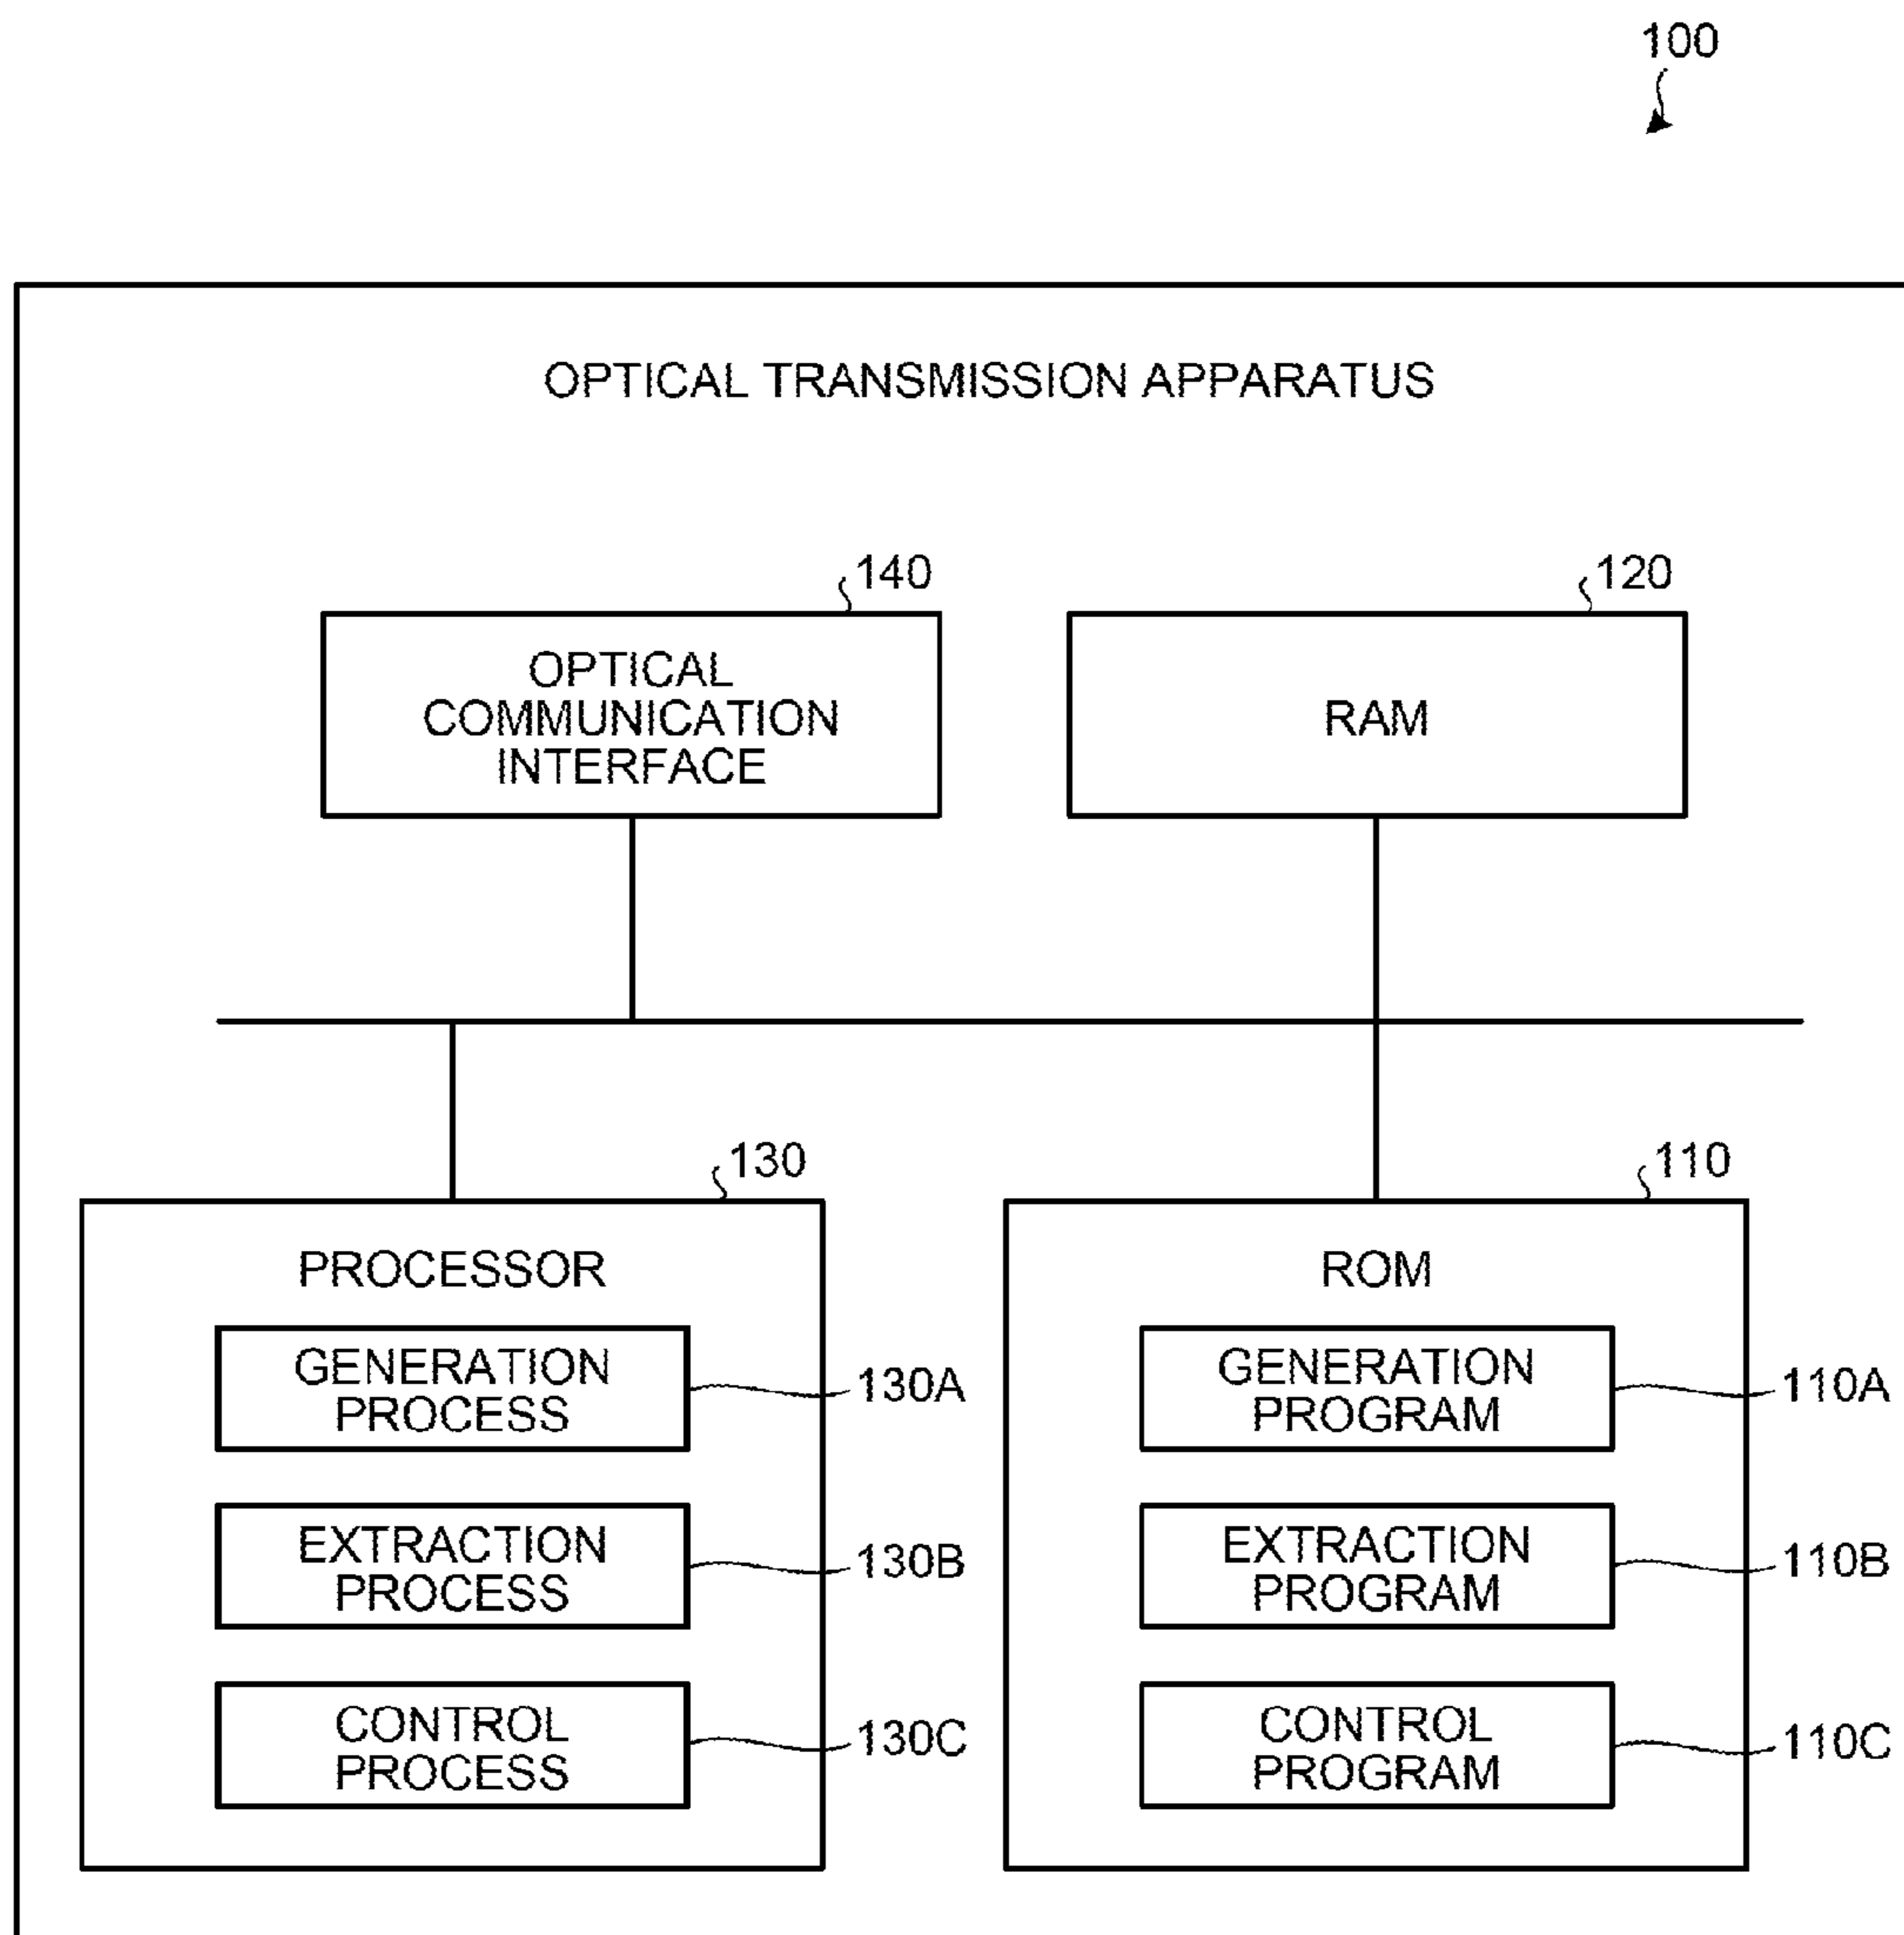 100
OPTICAL TRANSMISSION APPARATUS
140
120
OPTICAL
COMMUNICATION
INTERFACE
RAM
130
110
PROCESSOR
GENERATION
PROCESS
130A
EXTRACTION
PROCESS
130B
CONTROL
PROCESS
130C
ROM
GENERATION
PROGRAM
110A
EXTRACTION
PROGRAM
110B
CONTROL
PROGRAM
110C